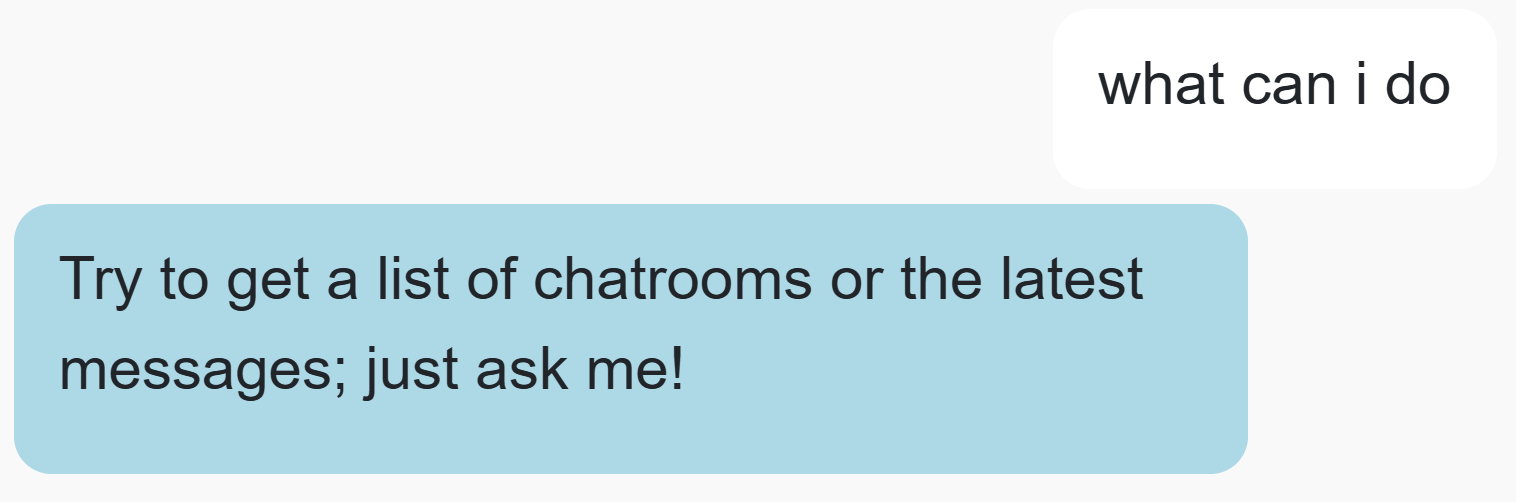 what can i do
Try to get a list of chatrooms or the latest
messages; just ask me!